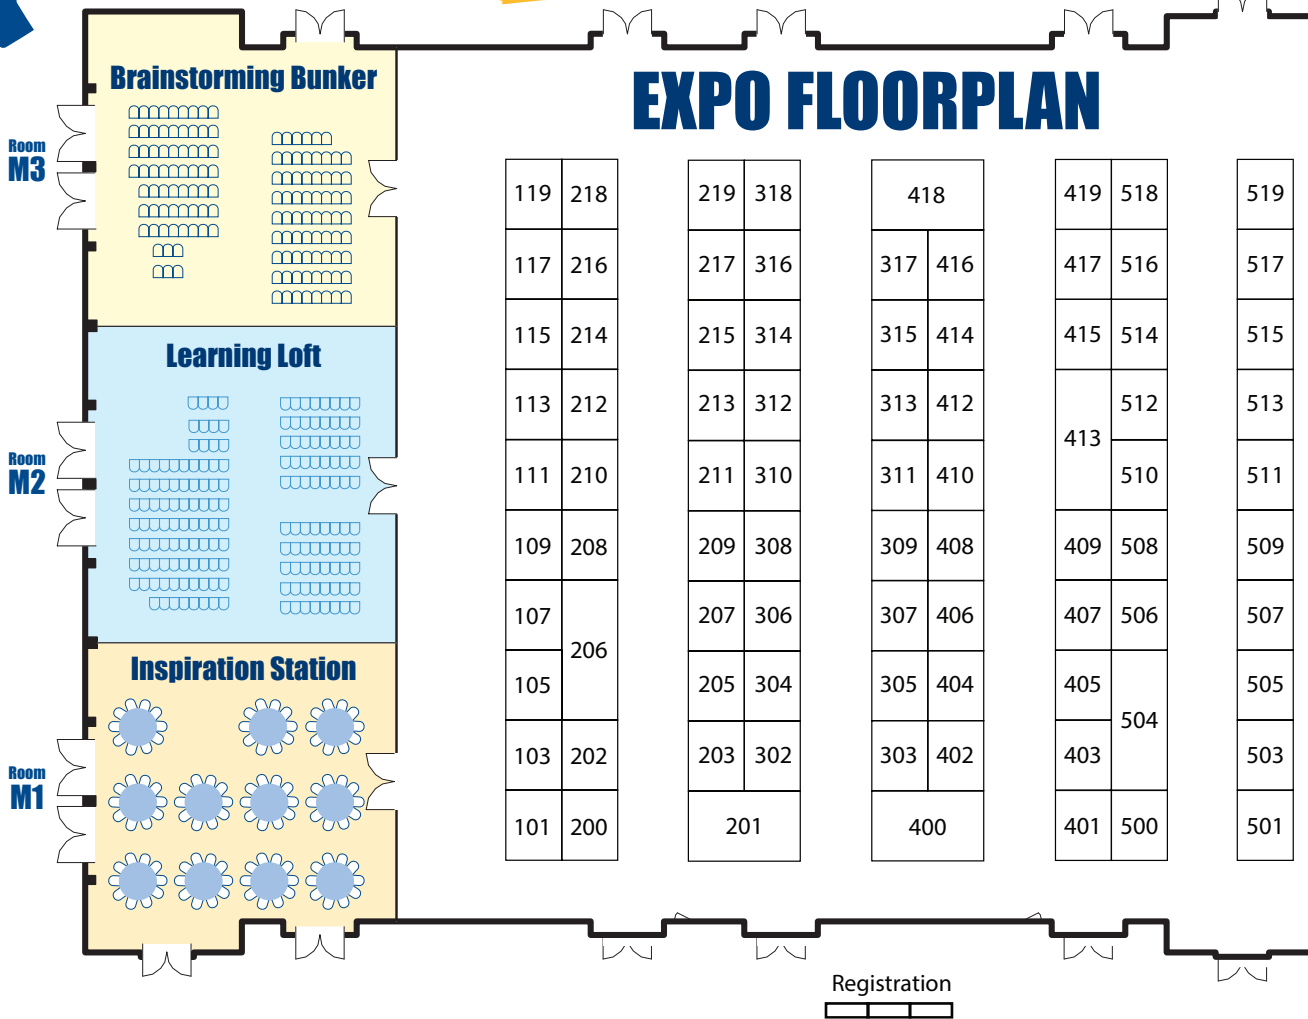 EXPO FLOORPLAN
Brainstorming Bunker
Room
M3
Learning Loft
Room
M2
Inspiration Station
Room
M1
119 218 219 318 418 419 518 519
117 216 217 316 317 416 417 516 517
115 214 215 314 315 414 415 514 515
113 212 213 312 313 412 512 513
413
111 210 211 310 311 410 510 511
109 208 209 308 309 408 409 508 509
107 207 306 307 406 407 506 507
206
105 205 304 305 404 405 505
504
103 202 203 302 303 402 403 503
101 200 201 400 401 500 501
Registration